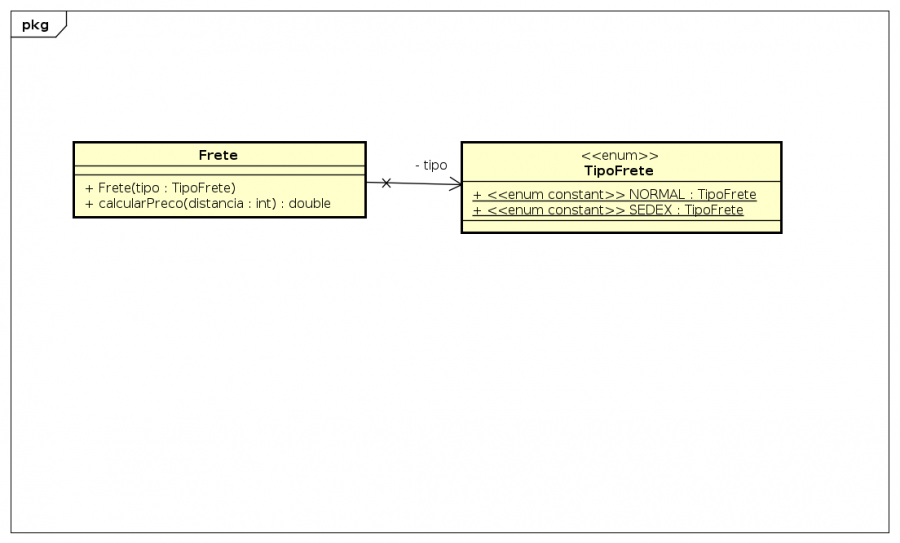 pkg
Frete
+ Frete(tipo : TipoFrete)
+ calcularPreco(distancia : int) : double
- tipo
<<enum>>
TipoFrete
+ <<enum constant>> NORMAL : TipoFrete
+ <<enum constant>> SEDEX : TipoFrete